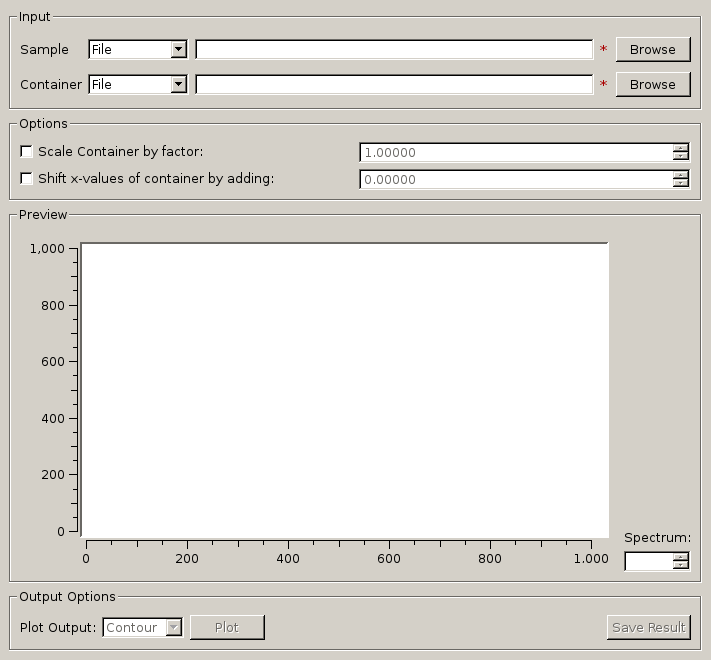 Input
Sample File * Browse
Container File * Browse
Options
Scale Container by factor: 1.00000
Shift x-values of container by adding: 0.00000
Preview
1,000
800
600
400
200
0
0 200 400 600 800 1.000
Spectrum:
Output Options
Plot Output: Contour Plot Save Result